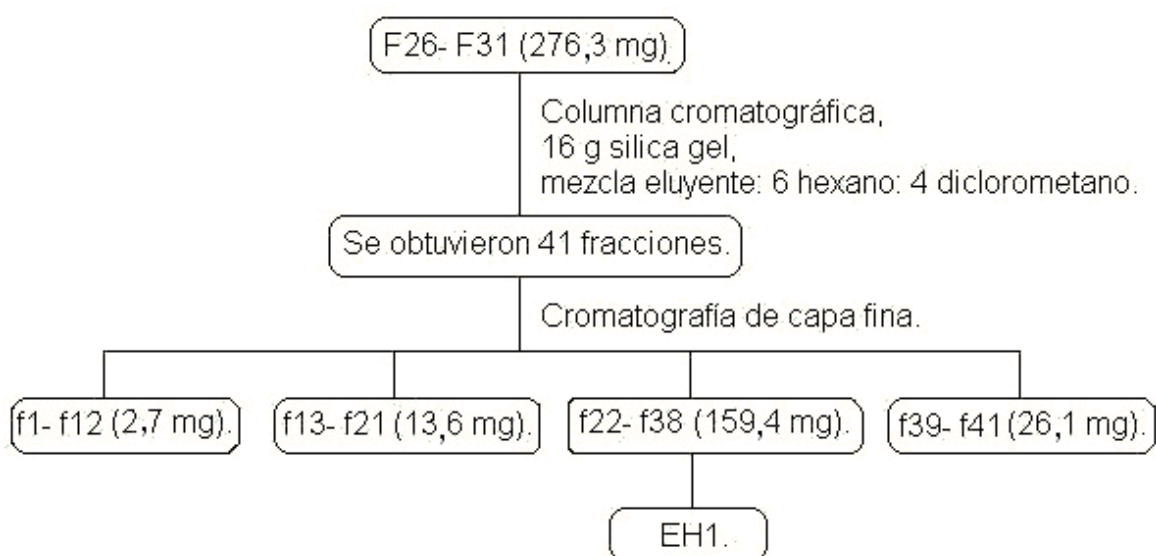 F26- F31 (276,3 mg)
Columna cromatográfica,
16 g silica gel,
mezcla eluyente: 6 hexano: 4 diclorometano.
Se obtuvieron 41 fracciones.
Cromatografía de capa fina.
f1- f12 (2,7 mg).
f13- f21 (13,6 mg).
f22- f38 (159,4 mg).
f39- f41 (26,1 mg).
EH1.